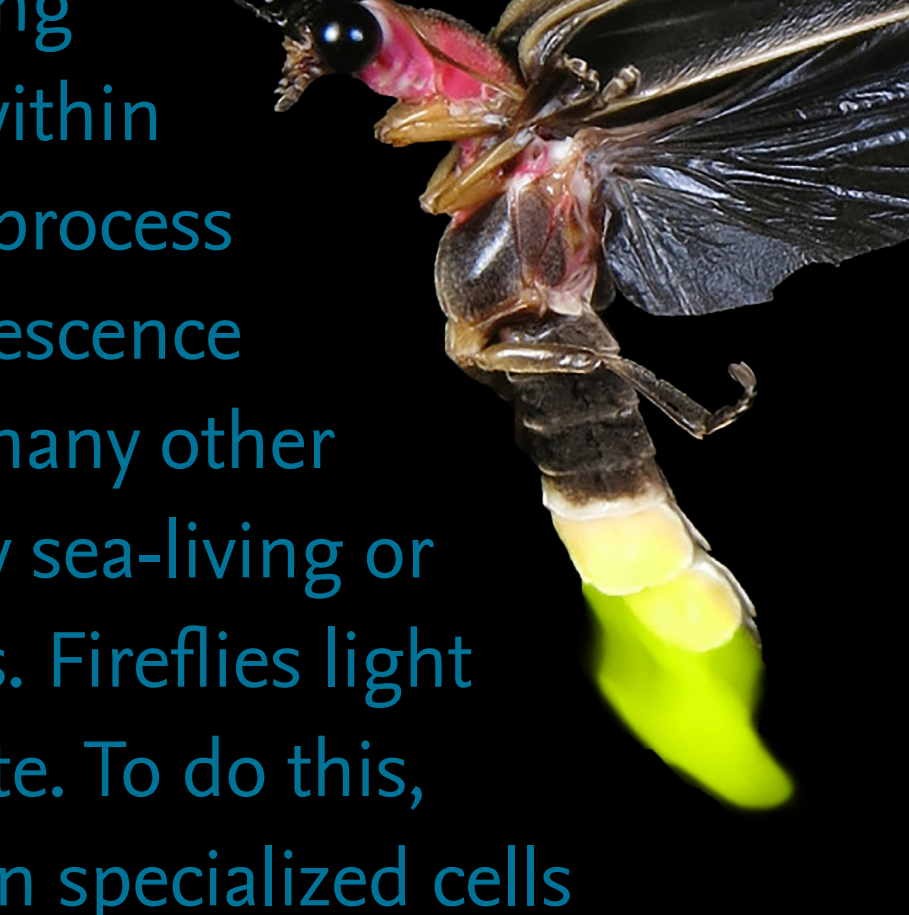 ng
within
process
escence
many other
y sea-living or
s. Fireflies light
te. To do this,
n specialized cells